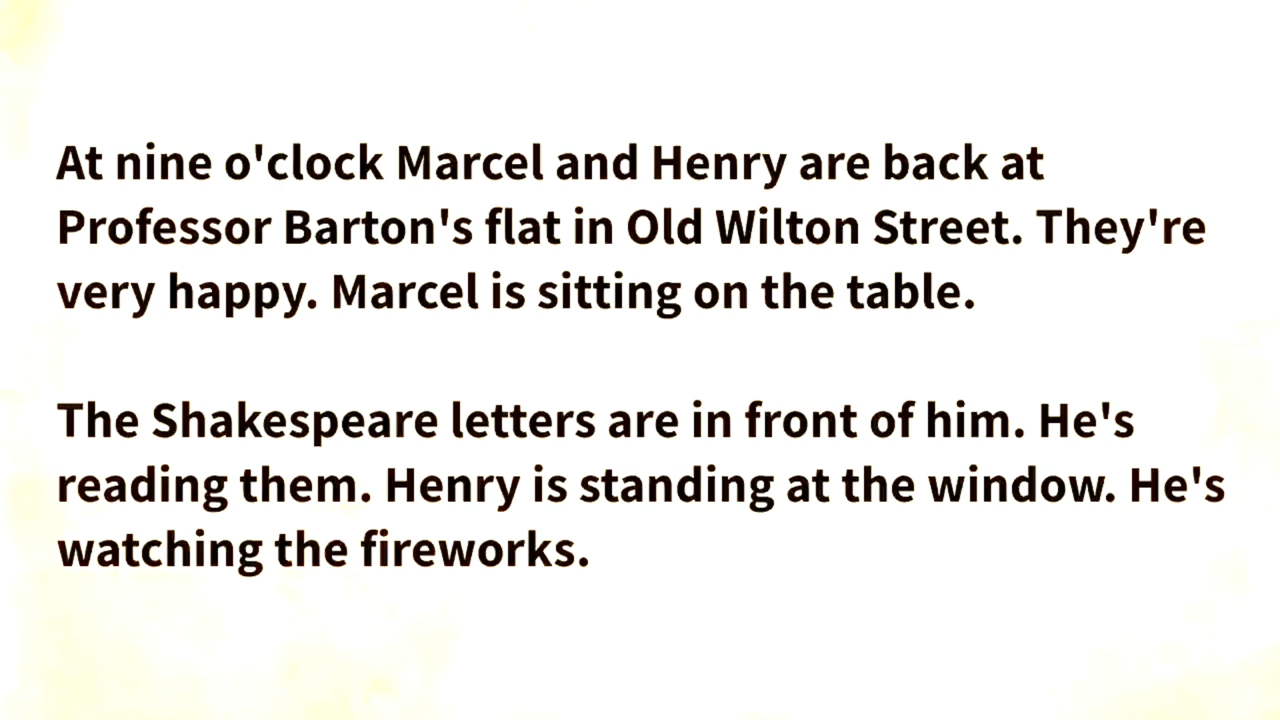 At nine o'clock Marcel and Henry are back at
Professor Barton's flat in Old Wilton Street. They're
very happy. Marcel is sitting on the table.
The Shakespeare letters are in front of him. He's
reading them. Henry is standing at the window. He's
watching the fireworks.